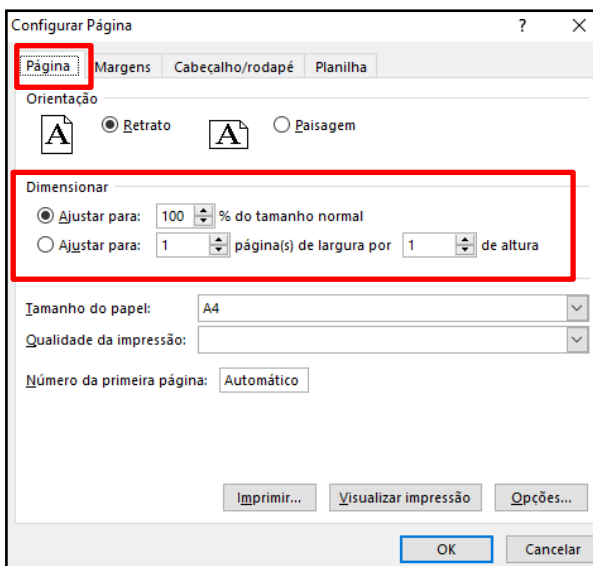 Configurar Página ? ✕
Página Margens Cabeçalho/rodapé Planilha
Orientação
A Retrato A Paisagem
Dimensionar
Ajustar para: 100 % do tamanho normal
Ajustar para: 1 página(s) de largura por 1 de altura
Tamanho do papel: A4
Qualidade da impressão:
Número da primeira página: Automático
Imprimir... Visualizar impressão Opções...
OK Cancelar